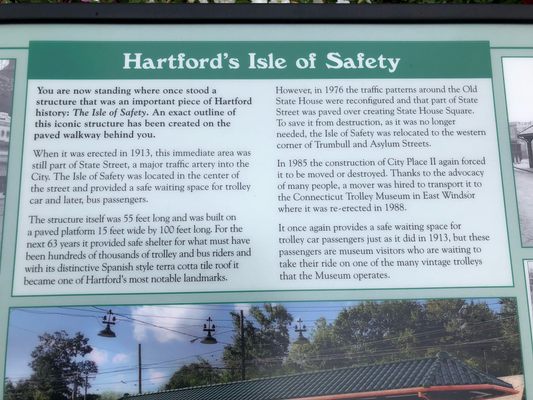 Hartford's Isle of Safety
You are now standing where once stood a
structure that was an important piece of Hartford
history: The Isle of Safety. An exact outline of
this iconic structure has been created on the
paved walkway behind you.
When it was erected in 1913, this immediate area was
still part of State Street, a major traffic artery into the
City. The Isle of Safety was located in the center of
the street and provided a safe waiting space for trolley
car and later, bus passengers.
The structure itself was 55 feet long and was built on
a paved platform 15 feet wide by 100 feet long. For the
next 63 years it provided safe shelter for what must have
been hundreds of thousands of trolley and bus riders and
with its distinctive Spanish style terra cotta tile roof it
became one of Hartford's most notable landmarks.
However, in 1976 the traffic patterns around the Old
State House were reconfigured and that part of State
Street was paved over creating State House Square.
To save it from destruction, as it was no longer
needed, the Isle of Safety was relocated to the western
corner of Trumbull and Asylum Streets.
In 1985 the construction of City Place II again forced
it to be moved or destroyed. Thanks to the advocacy
of many people, a mover was hired to transport it to
the Connecticut Trolley Museum in East Windsor
where it was re-erected in 1988.
It once again provides a safe waiting space for
trolley car passengers just as it did in 1913, but these
passengers are museum visitors who are waiting to
take their ride on one of the many vintage trolleys
that the Museum operates.